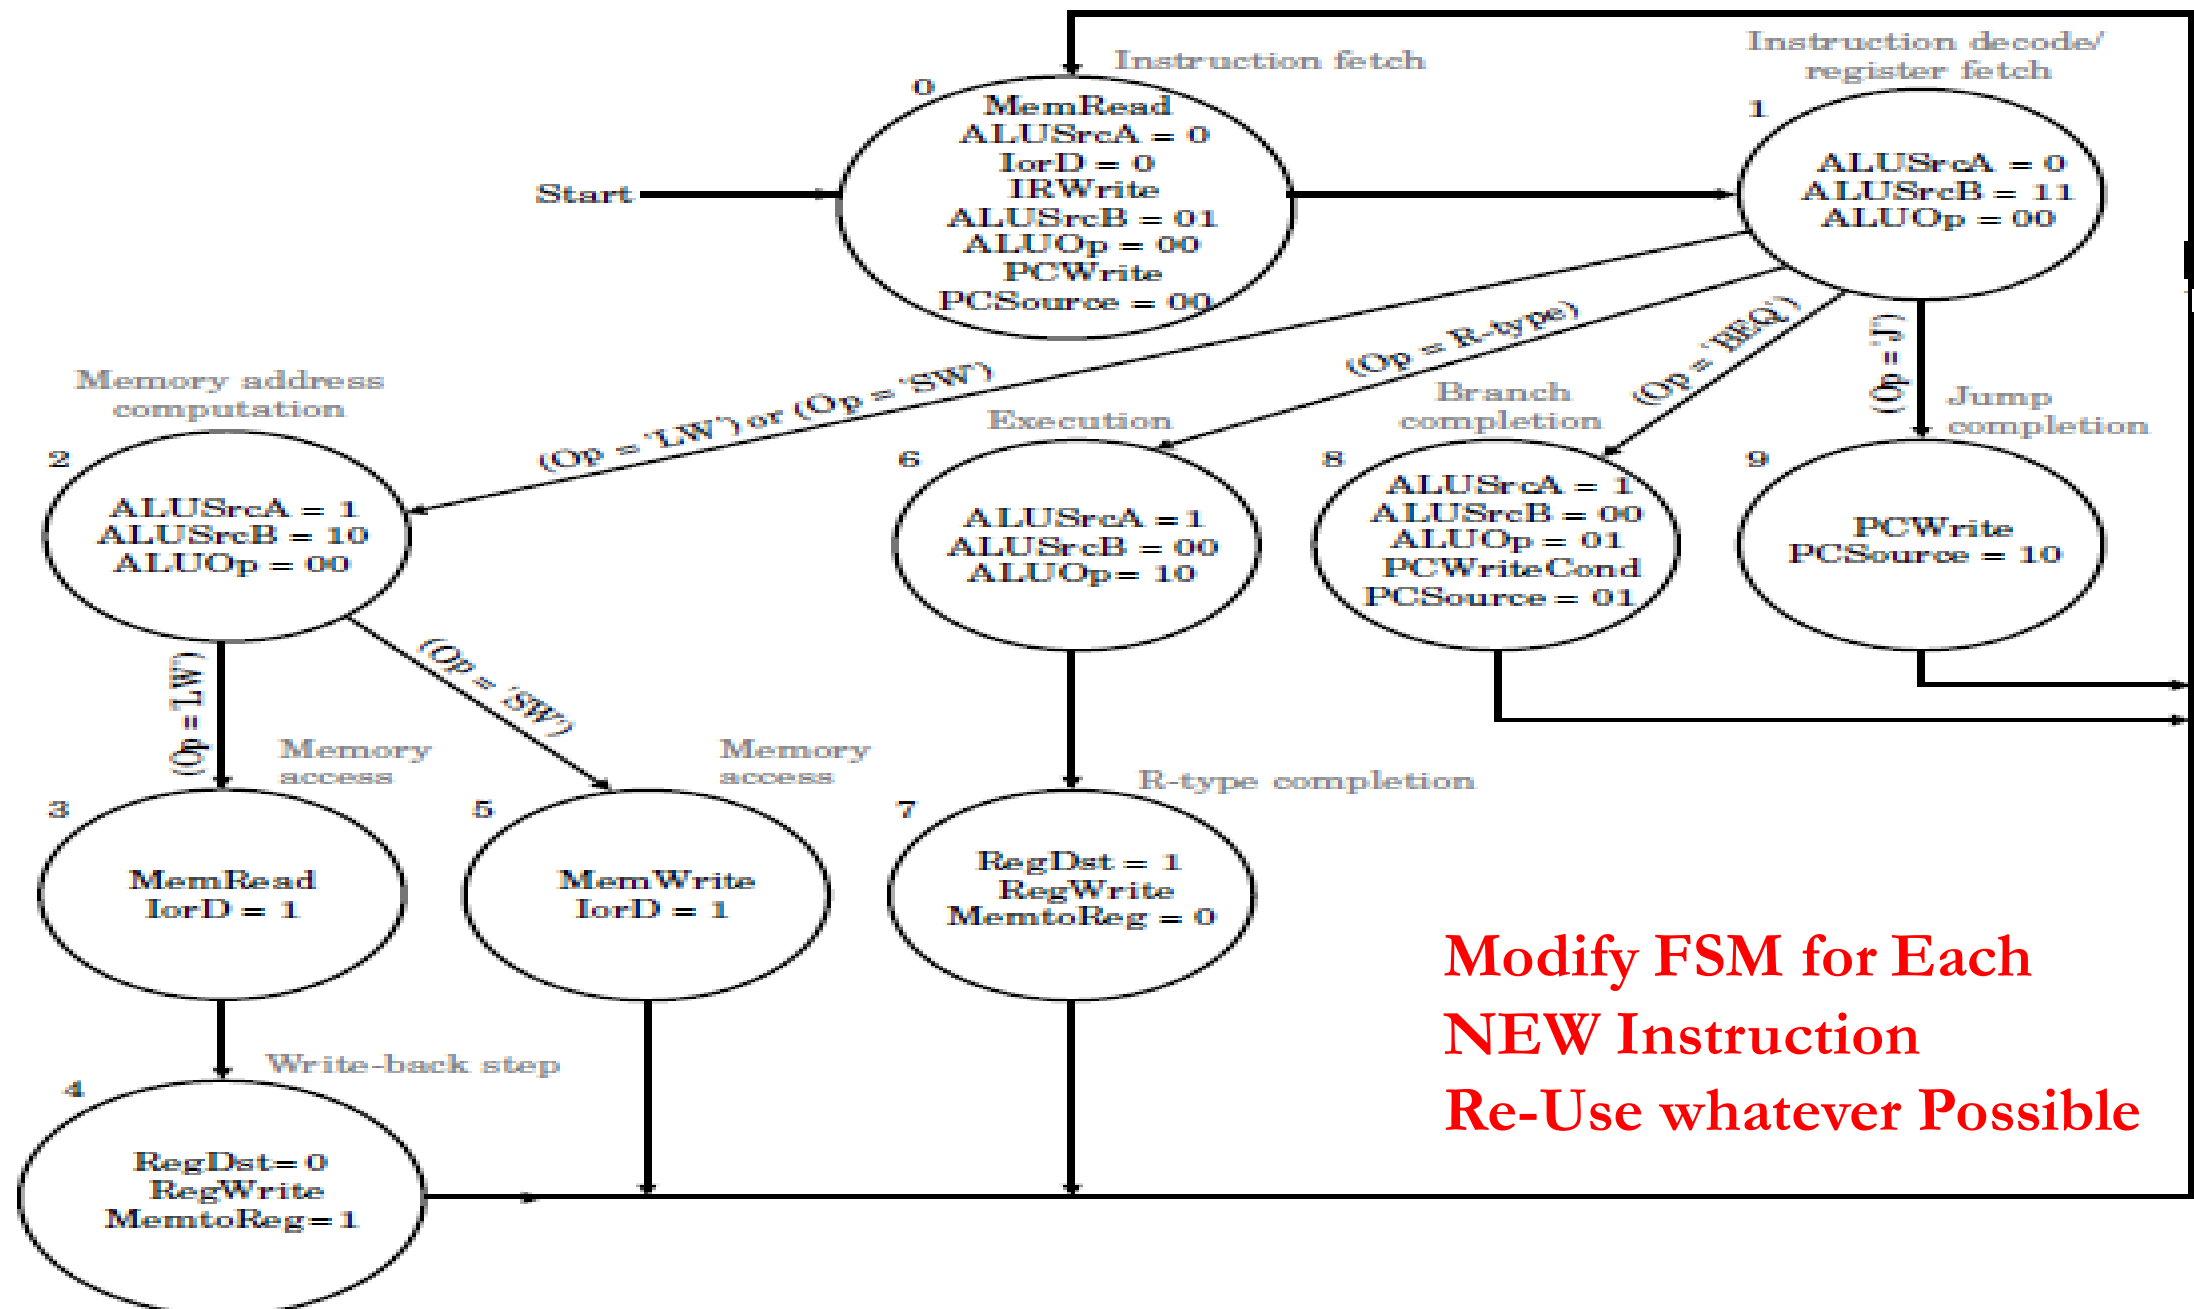 Instruction fetch
Instruction decode/
register fetch
0
MemRead
ALUSrcA = 0
IorD = 0
IRWrite
ALUSrcB = 01
ALUOp = 00
PCWrite
PCSource = 00
Start
1
ALUSrcA = 0
ALUSrcB = 11
ALUOp = 00
(Op = 'LW') or (Op = 'SW')
(Op = R-type)
(Op = 'BEQ')
(Op = 'J')
Memory address
computation
2
ALUSrcA = 1
ALUSrcB = 10
ALUOp = 00
Execution
6
ALUSrcA =1
ALUSrcB = 00
ALUOp= 10
Branch
completion
8
ALUSrcA = 1
ALUSrcB = 00
ALUOp = 01
PCWriteCond
PCSource = 01
Jump
completion
9
PCWrite
PCSource = 10
(Op = 'LW')
(Op = 'SW')
Memory
access
3
MemRead
IorD = 1
Memory
access
5
MemWrite
IorD = 1
R-type completion
7
RegDst = 1
RegWrite
MemtoReg = 0
Write-back step
4
RegDst= 0
RegWrite
MemtoReg=1
Modify FSM for Each
NEW Instruction
Re-Use whatever Possible